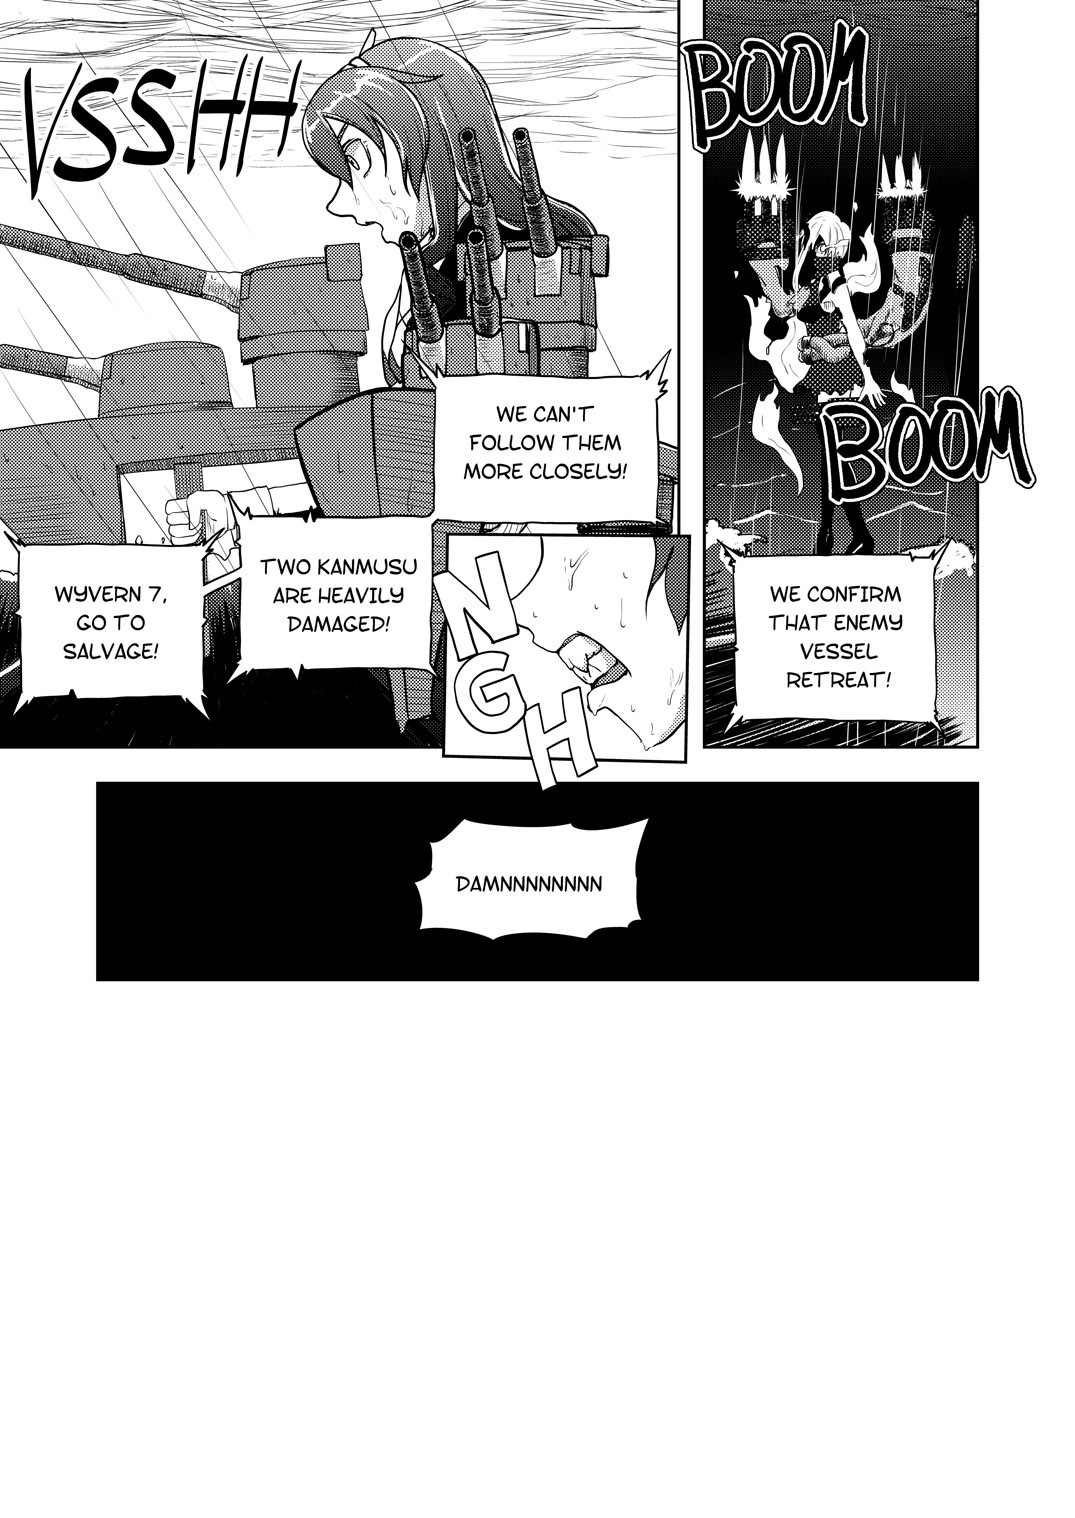 BOOM
BOOM
WE CONFIRM
THAT ENEMY
VESSEL
RETREAT!
VSSHH
WE CAN'T
FOLLOW THEM
MORE CLOSELY!
TWO KANMUSU
ARE HEAVILY
DAMAGED!
WYVERN 7,
GO TO
SALVAGE!
NGH
DAMNNNNNNNN